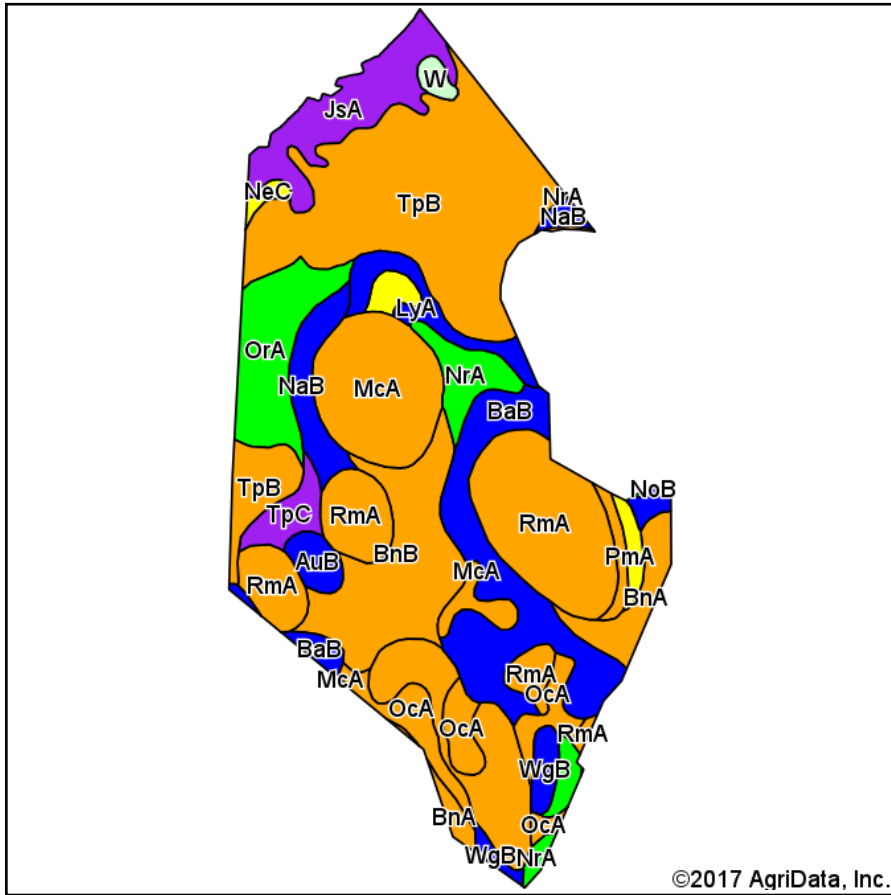 W
JsA
NeC
NrA
TpB
NaB
LyA
OrA
NrA
NaB
McA
BaB
TpB
NoB
TpC
RmA
RmA
BnB
PmA
AuB
McA
RmA
BnA
BaB
RmA
McA
OcA
OcA
OcA
RmA
WgB
BnA
OcA
WgB
NrA
©2017 AgriData, Inc.